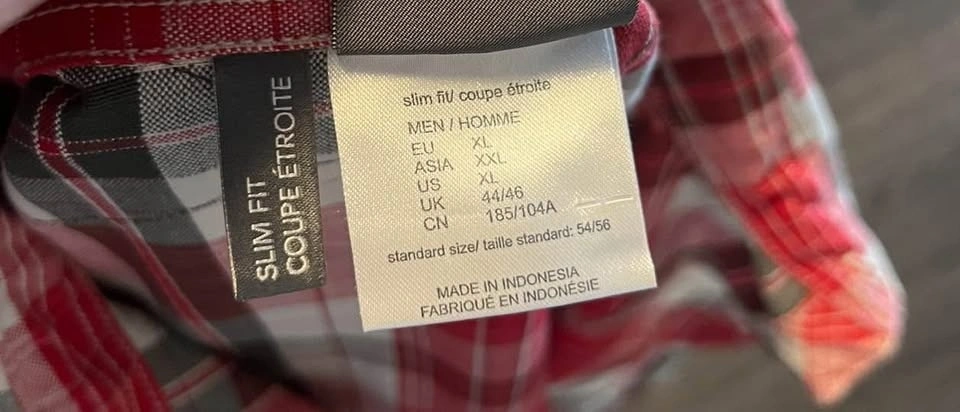 SLIM FIT
COUPE ÉTROITE
slim fit/ coupe étroite
MEN / HOMME
EU XL
ASIA XXL
US XL
UK 44/46
CN 185/104A
standard size/ taille standard: 54/56
MADE IN INDONESIA
FABRIQUÉ EN INDONÉSIE